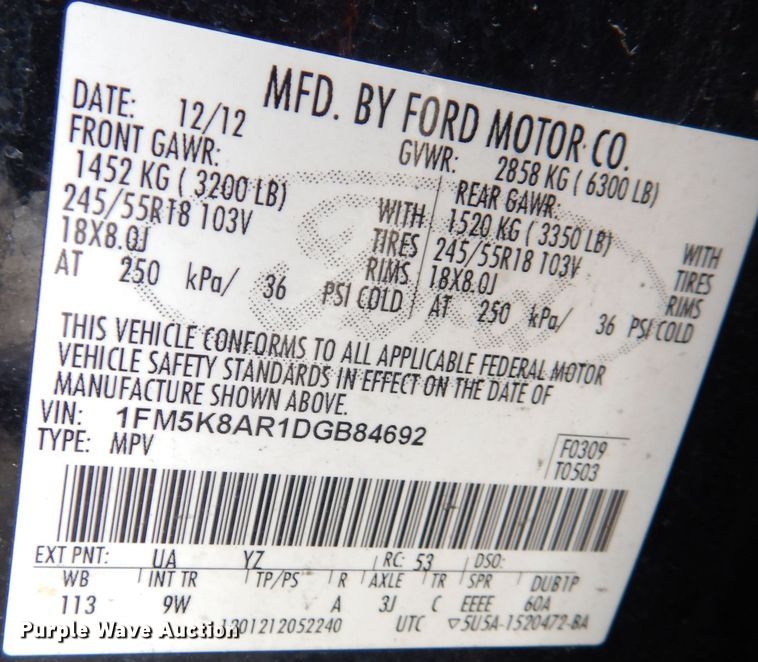 MFD. BY FORD MOTOR CO.
DATE: 12/12 GVWR: 2858 KG ( 6300 LB)
FRONT GAWR: REAR GAWR:
1452 KG ( 3200 LB) WITH 1520 KG ( 3350 LB) WITH
245/55R18 103V TIRES 245/55R18 103V TIRES
18X8.0J RIMS 18X8.0J RIMS
AT 250 kPa/ 36 PSI COLD AT 250 kPa/ 36 PSI COLD
THIS VEHICLE CONFORMS TO ALL APPLICABLE FEDERAL MOTOR
VEHICLE SAFETY STANDARDS IN EFFECT ON THE DATE OF
MANUFACTURE SHOWN ABOVE.
VIN: 1FM5K8AR1DGB84692
TYPE: MPV
F0309
T0503
EXT PNT: UA YZ RC: 53 DSO:
WB INT TR TP/PS R AXLE TR SPR DUB1P
113 9W A 3J C EEEE 60A
1301212052240 UTC ▽5U5A-1520472-BA
Purple Wave Auction